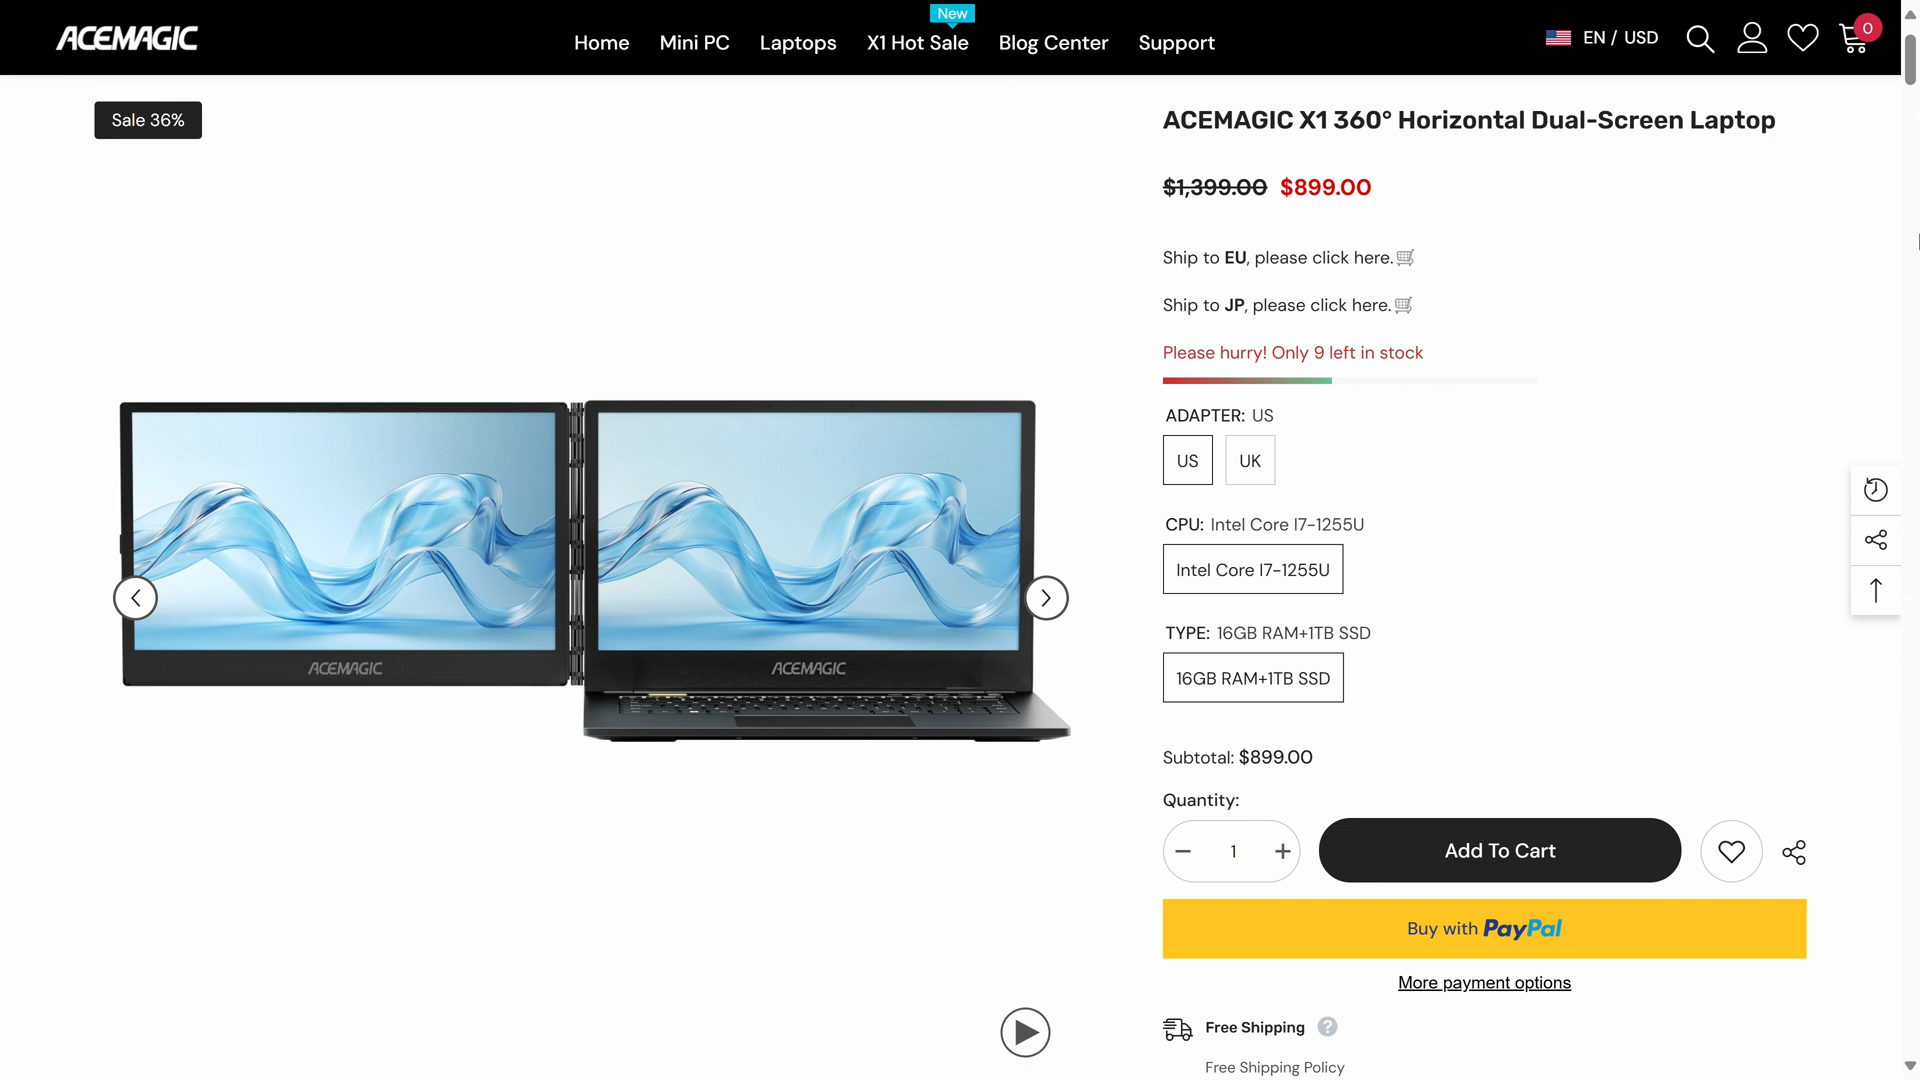 ACEMAGIC
New
Home
Mini PC
Laptops
X1 Hot Sale
Blog Center
Support
EN / USD
0
Sale 36%
ACEMAGIC X1 360° Horizontal Dual-Screen Laptop
$1,399.00 $899.00
Ship to EU, please click here.
Ship to JP, please click here.
Please hurry! Only 9 left in stock
ADAPTER: US
US
UK
CPU: Intel Core I7-1255U
Intel Core I7-1255U
TYPE: 16GB RAM+1TB SSD
16GB RAM+1TB SSD
ACEMAGIC
ACEMAGIC
Subtotal: $899.00
Quantity:
1
Add To Cart
Buy with PayPal
More payment options
Free Shipping ?
Free Shipping Policy